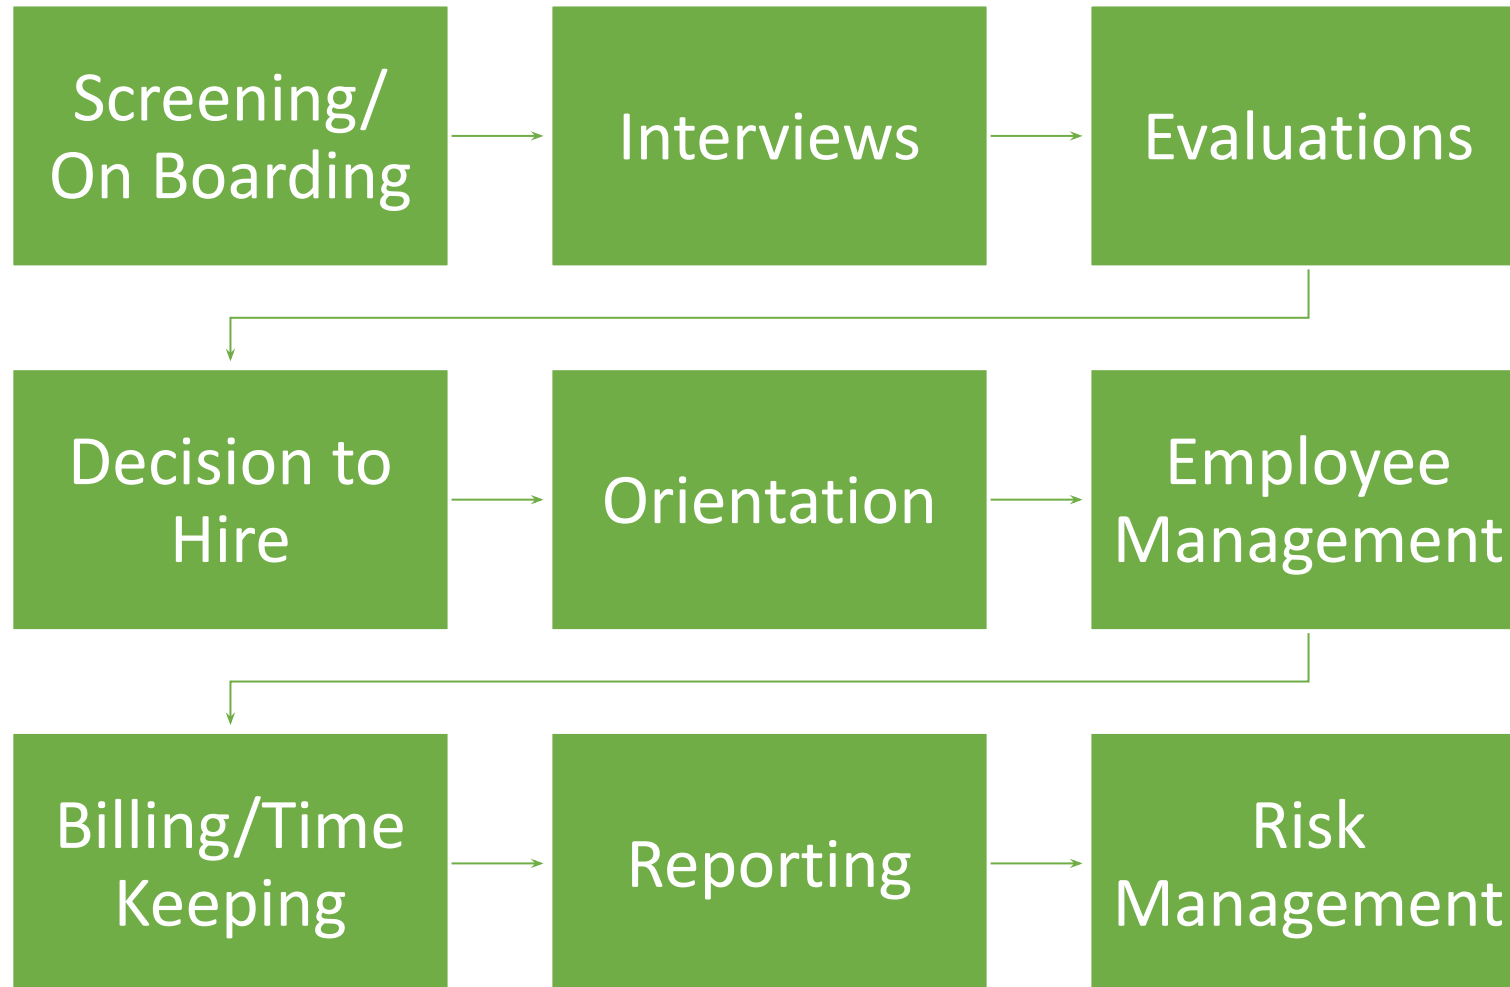 Screening/
On Boarding
Interviews
Evaluations
Decision to
Hire
Orientation
Employee
Management
Billing/Time
Keeping
Reporting
Risk
Management